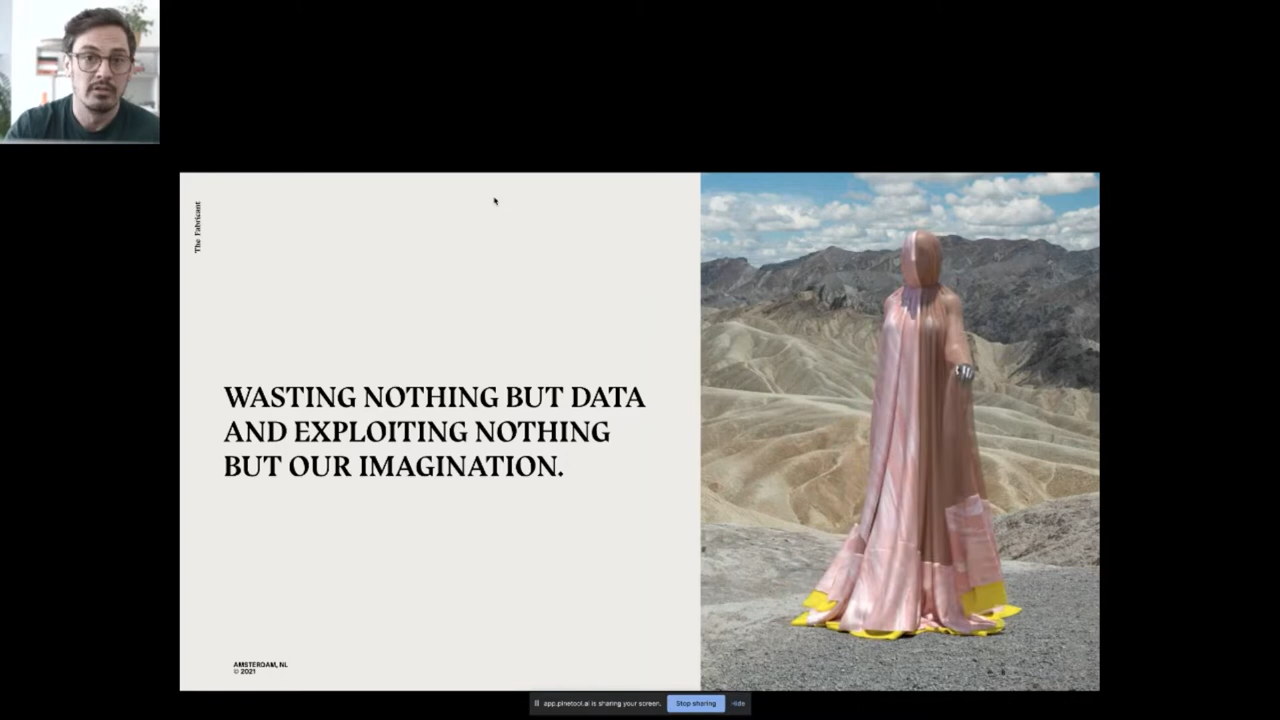 The Fabricant
WASTING NOTHING BUT DATA
AND EXPLOITING NOTHING
BUT OUR IMAGINATION.
AMSTERDAM, NL
© 2021
app.pinetool.ai is sharing your screen.
Stop sharing
Hide